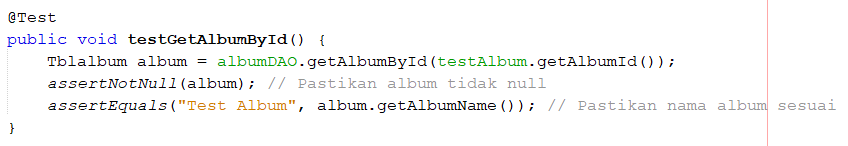 @Test
public void testGetAlbumById() {
    Tblalbum album = albumDAO.getAlbumById(testAlbum.getAlbumId());
    assertNotNull(album); // Pastikan album tidak null
    assertEquals("Test Album", album.getAlbumName()); // Pastikan nama album sesuai
}